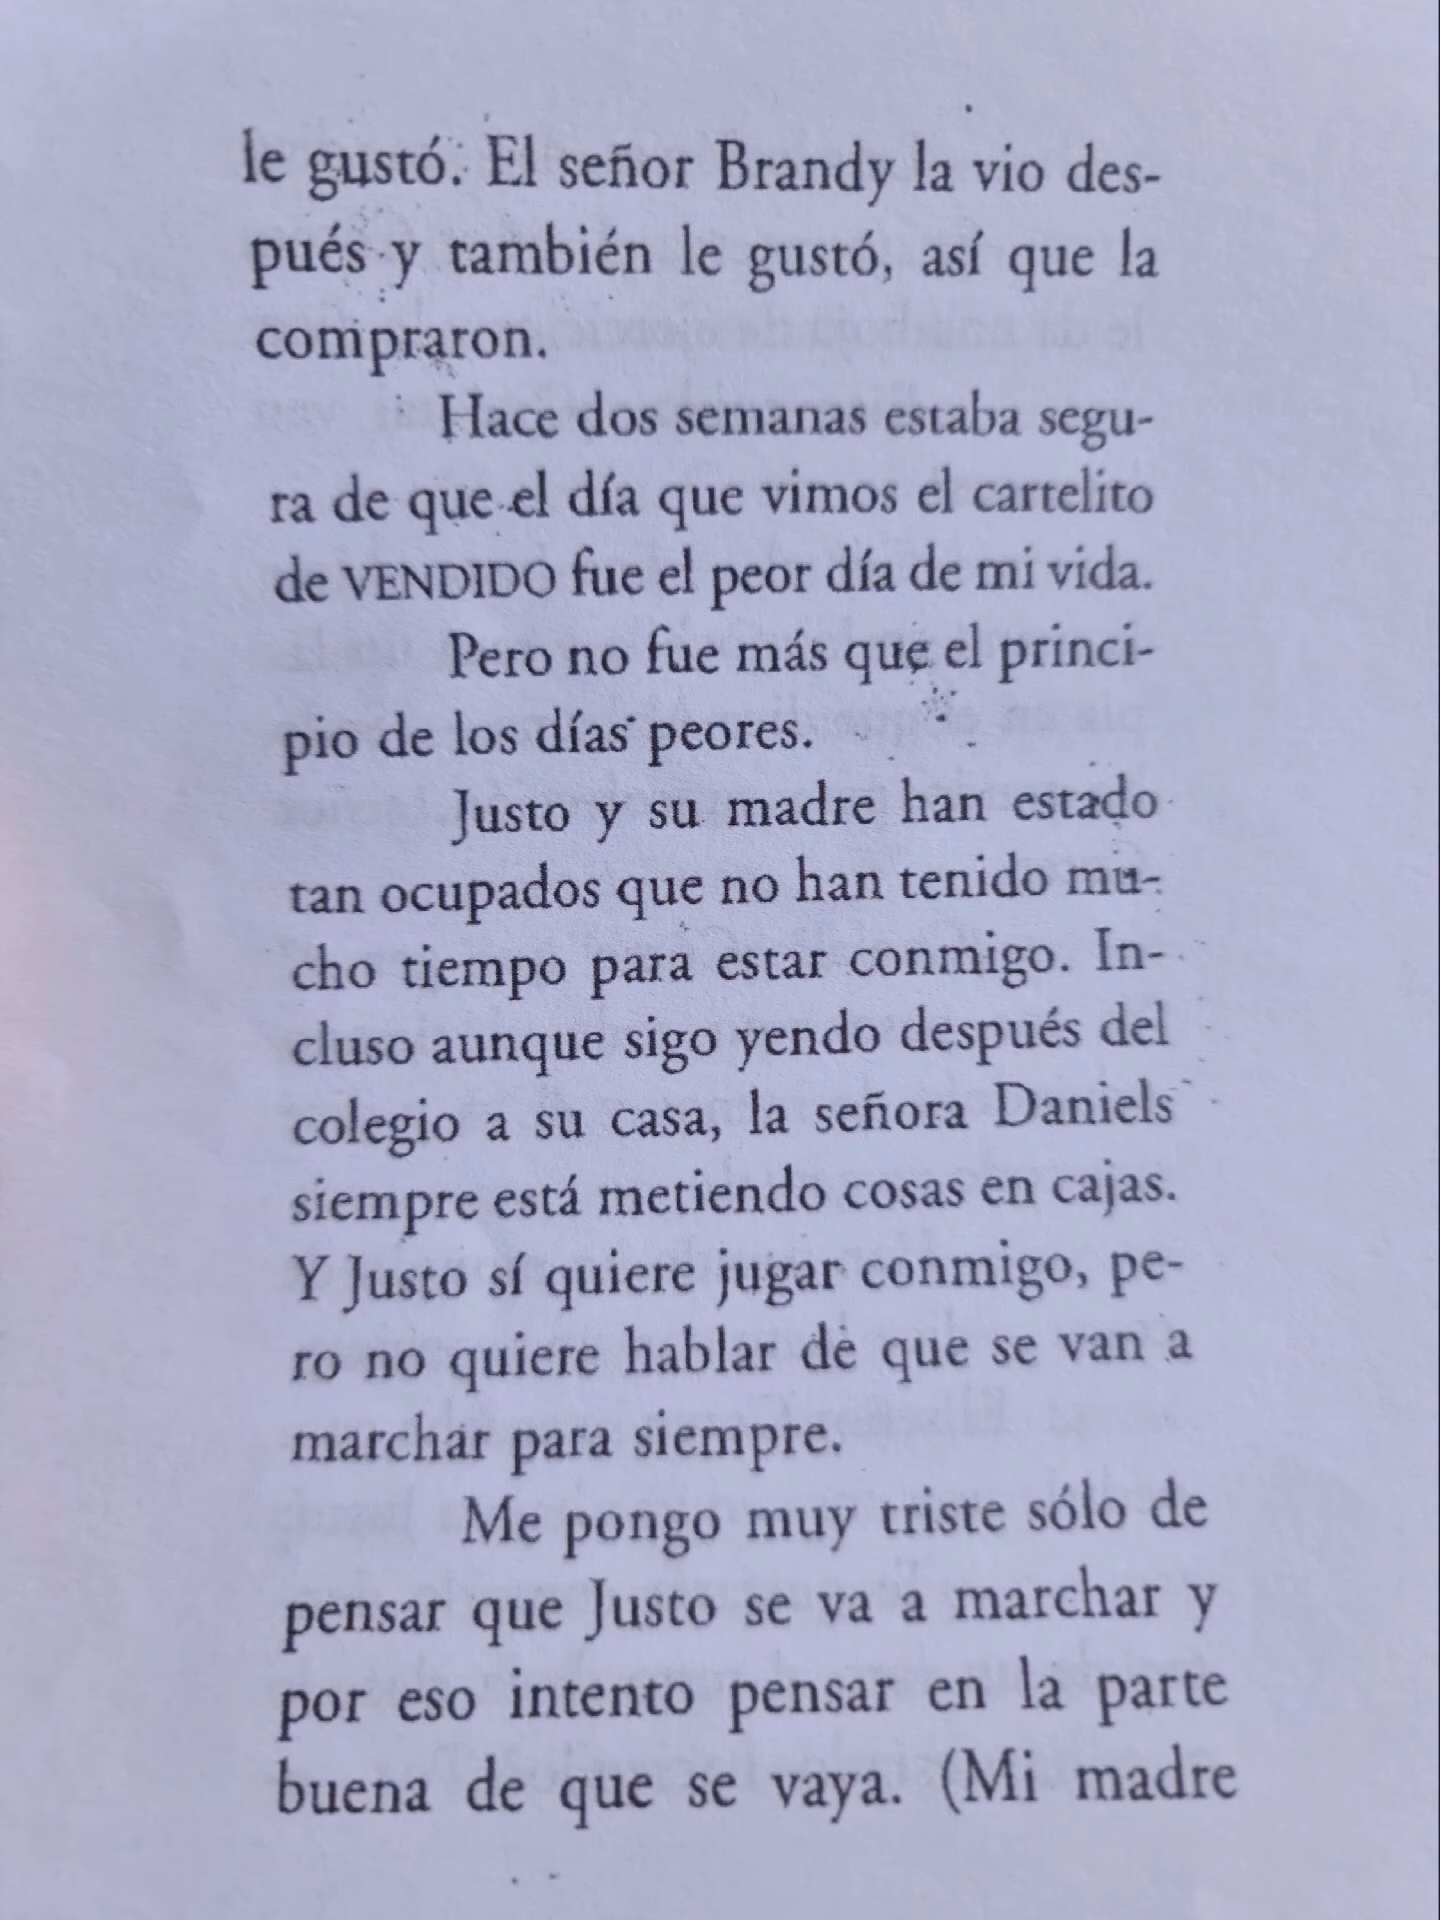 le gustó. El señor Brandy la vio des-
pués y también le gustó, así que la
compraron.
Hace dos semanas estaba segu-
ra de que el día que vimos el cartelito
de VENDIDO fue el peor día de mi vida.
Pero no fue más que el princi-
pio de los días peores.
Justo y su madre han estado
tan ocupados que no han tenido mu-
cho tiempo para estar conmigo. In-
cluso aunque sigo yendo después del
colegio a su casa, la señora Daniels
siempre está metiendo cosas en cajas.
Y Justo sí quiere jugar conmigo, pe-
ro no quiere hablar de que se van a
marchar para siempre.
Me pongo muy triste sólo de
pensar que Justo se va a marchar y
por eso intento pensar en la parte
buena de que se vaya. (Mi madre